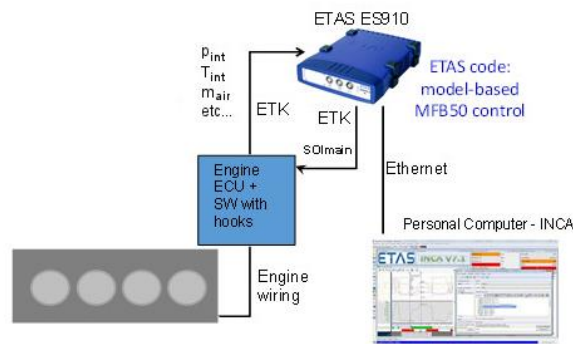 ETAS ES910
p_int
T_int
m_air
etc...
ETK
ETK
SOImain
ETAS code:
model-based
MFB50 control
Engine
ECU +
SW with
hooks
Ethernet
Engine
wiring
Personal Computer - INCA
ETAS INCA V7.1